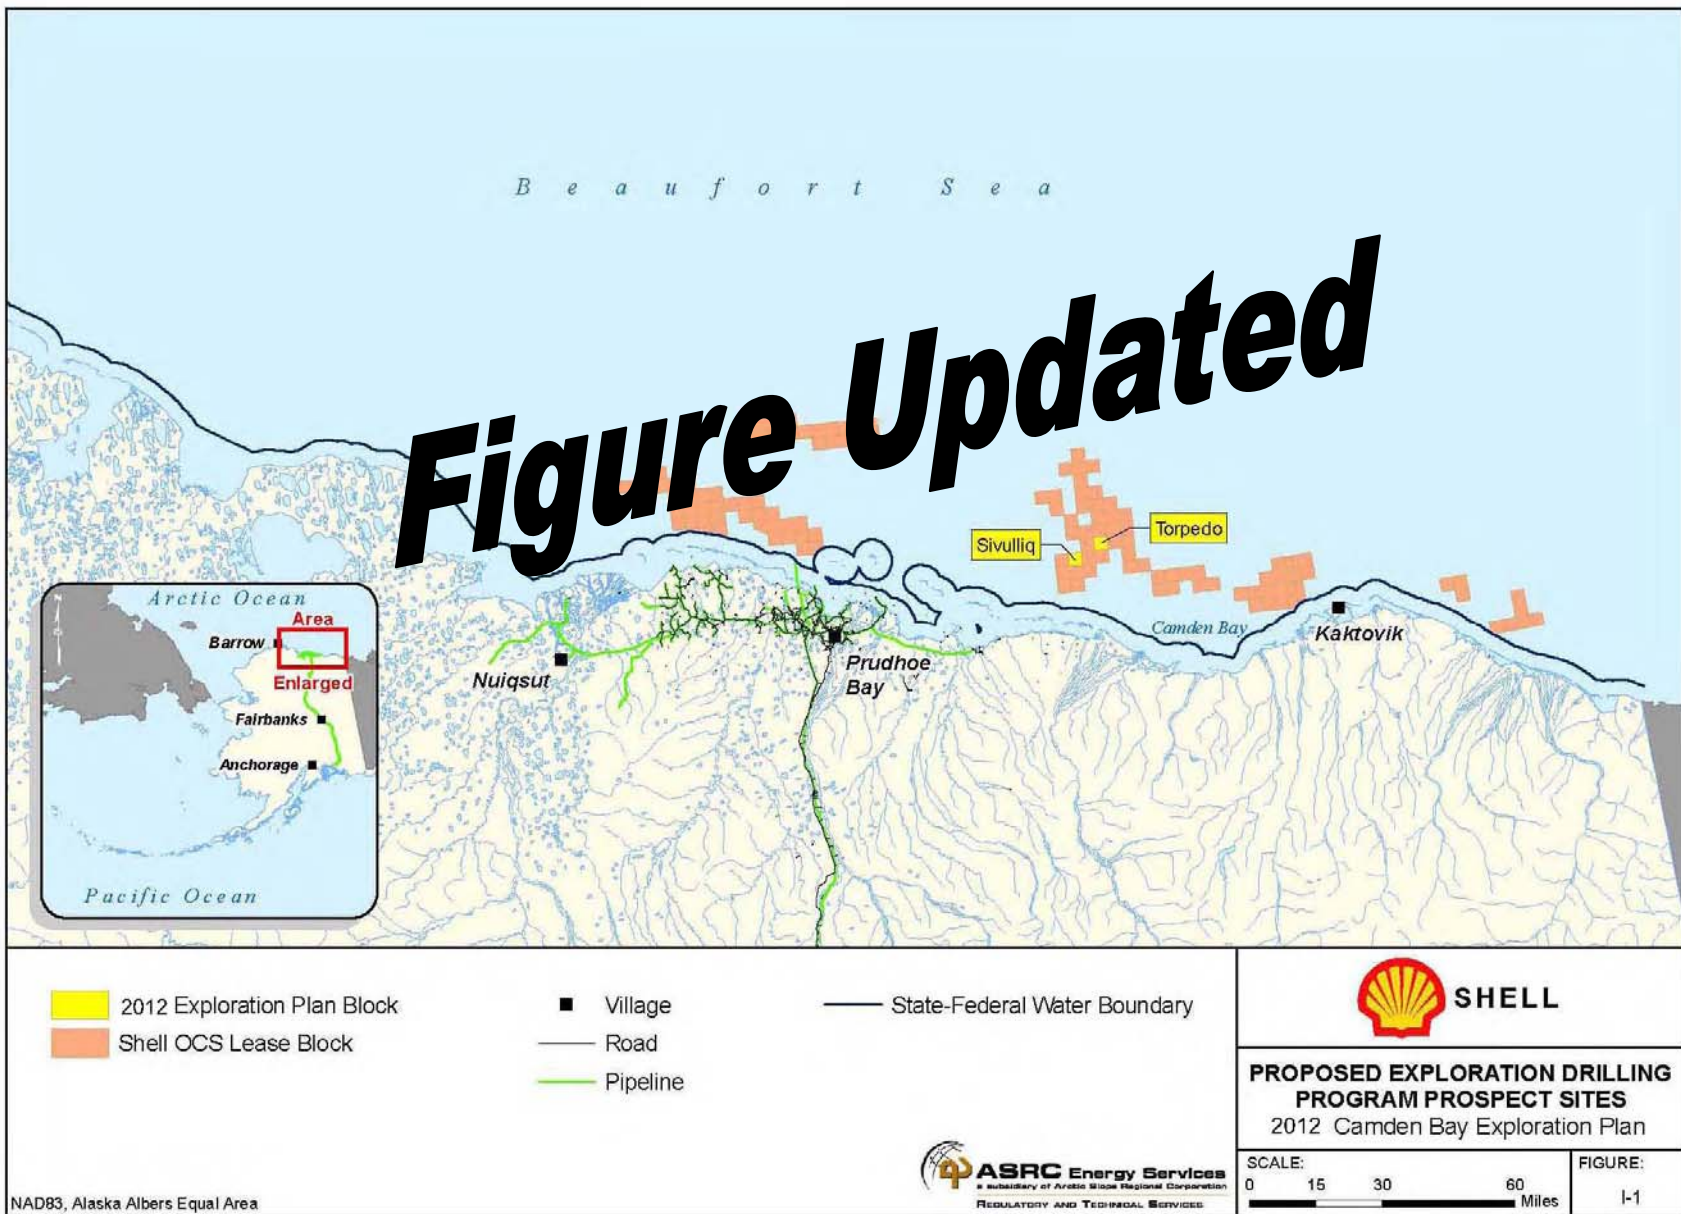 Beaufort Sea
Figure Updated
Sivulliq
Torpedo
Camden Bay
Kaktovik
Prudhoe
Bay
Nuiqsut
N
Arctic Ocean
Area
Barrow
Enlarged
Fairbanks
Anchorage
Pacific Ocean
2012 Exploration Plan Block
Shell OCS Lease Block
Village
Road
Pipeline
State-Federal Water Boundary
SHELL
PROPOSED EXPLORATION DRILLING
PROGRAM PROSPECT SITES
2012 Camden Bay Exploration Plan
ASRC Energy Services
a subsidiary of Arctic Slope Regional Corporation
REGULATORY AND TECHNICAL SERVICES
SCALE:
0 15 30 60
Miles
FIGURE:
I-1
NAD83, Alaska Albers Equal Area